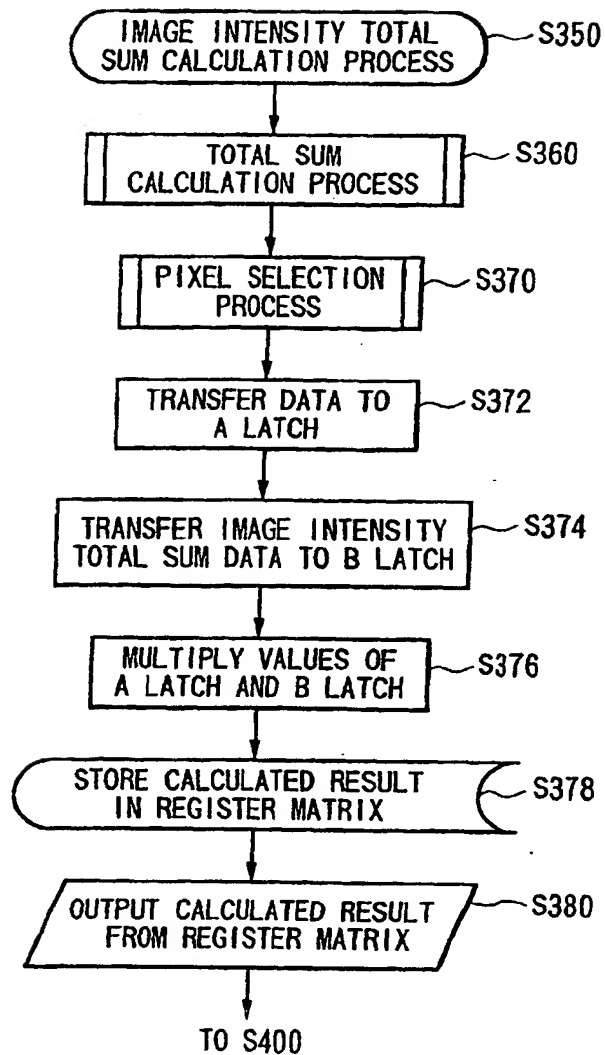 IMAGE INTENSITY TOTAL
SUM CALCULATION PROCESS
S350
TOTAL SUM
CALCULATION PROCESS
S360
PIXEL SELECTION
PROCESS
S370
TRANSFER DATA TO
A LATCH
S372
TRANSFER IMAGE INTENSITY
TOTAL SUM DATA TO B LATCH
S374
MULTIPLY VALUES OF
A LATCH AND B LATCH
S376
STORE CALCULATED RESULT
IN REGISTER MATRIX
S378
OUTPUT CALCULATED RESULT
FROM REGISTER MATRIX
S380
TO S400